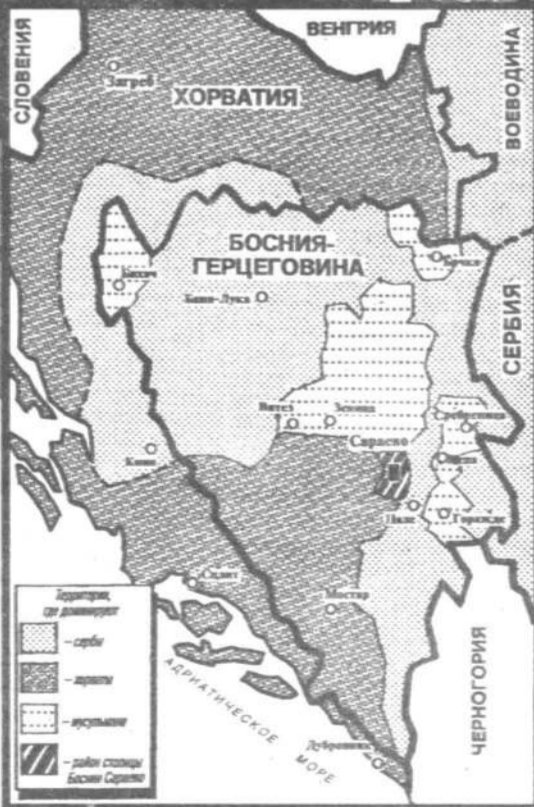 СЛОВЕНИЯ
ВЕНГРИЯ
ВОЕВОДИНА
Загреб
ХОРВАТИЯ
БОСНИЯ-
ГЕРЦЕГОВИНА
Бихач
Баня-Лука
СЕРБИЯ
Витез
Зеница
Сребреница
Сараево
Книн
Пале
Горажде
Сплит
Мостар
Территории,
где доминируют
– сербы
– хорваты
– мусульмане
– район столицы
Боснии Сараево
АДРИАТИЧЕСКОЕ МОРЕ
Дубровник
ЧЕРНОГОРИЯ